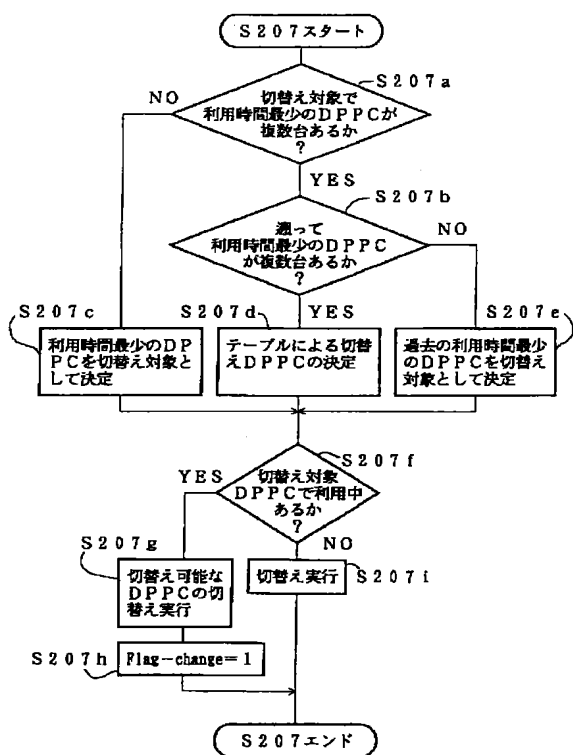 S207スタート
S207a
NO
切替え対象で
利用時間最少のDPPCが
複数台あるか
?
YES
S207b
NO
遡って
利用時間最少のDPPC
が複数台あるか
?
S207c
S207d
YES
S207e
利用時間最少のDP
PCを切替え対象と
して決定
テーブルによる切替
えDPPCの決定
過去の利用時間最少
のDPPCを切替え
対象として決定
S207f
YES
切替え対象
DPPCで利用中
あるか
?
NO
S207g
切替え可能な
DPPCの切
替え実行
切替え実行
S207i
S207h
Flag-change=1
S207エンド